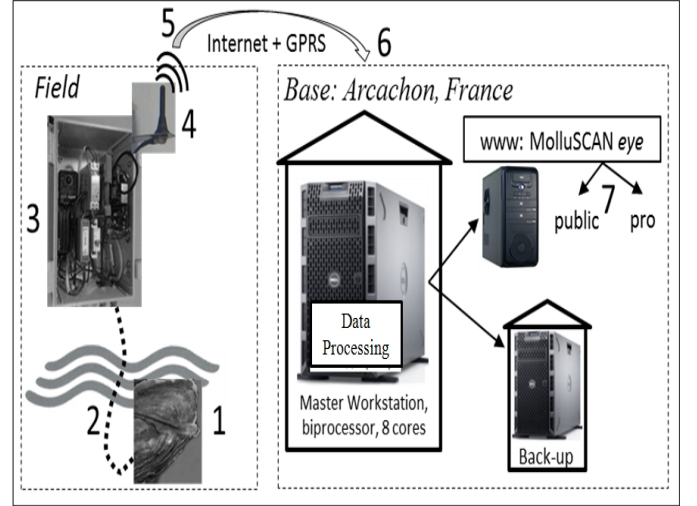 5
Internet + GPRS
6
Field
4
3
2
1
Base: Arcachon, France
www: MolluSCAN eye
7
public
pro
Data
Processing
Master Workstation,
biprocessor, 8 cores
Back-up